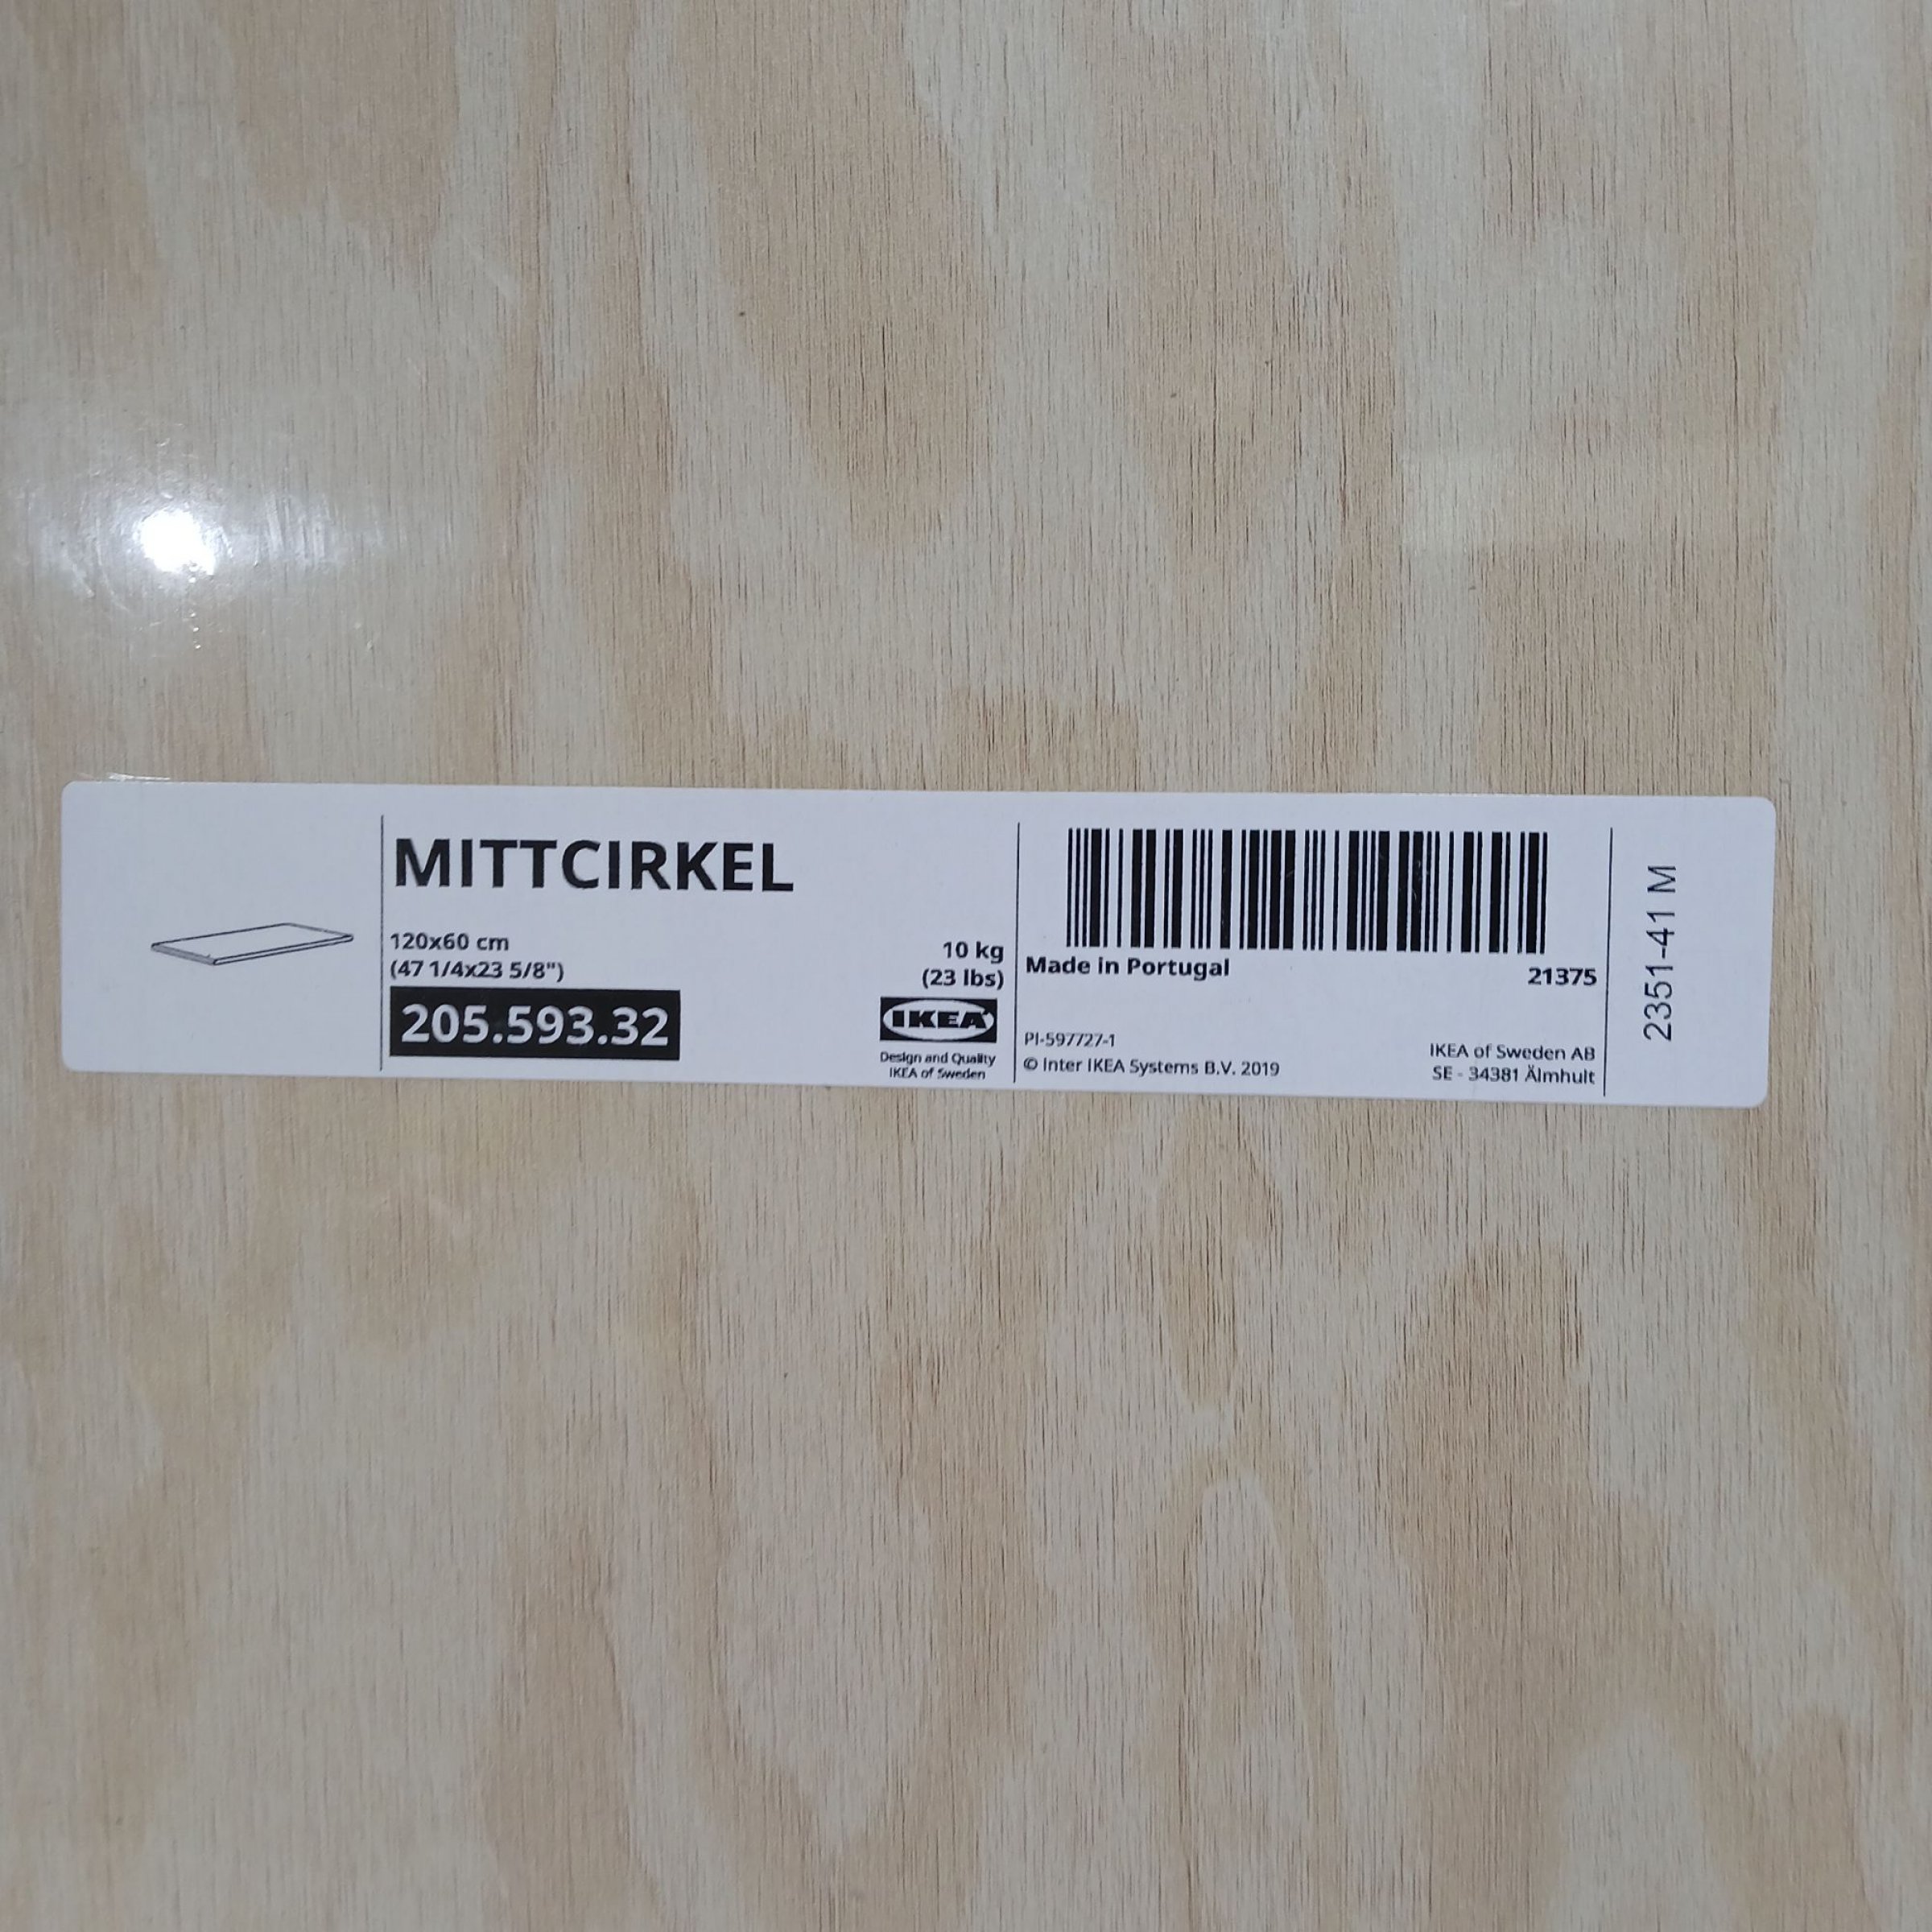 MITTCIRKEL
120x60 cm
(47 1/4x23 5/8")
205.593.32
10 kg
(23 lbs)
IKEA
Design and Quality
IKEA of Sweden
Made in Portugal
21375
PI-597727-1
© Inter IKEA Systems B.V. 2019
IKEA of Sweden AB
SE - 34381 Älmhult
2351-41 M